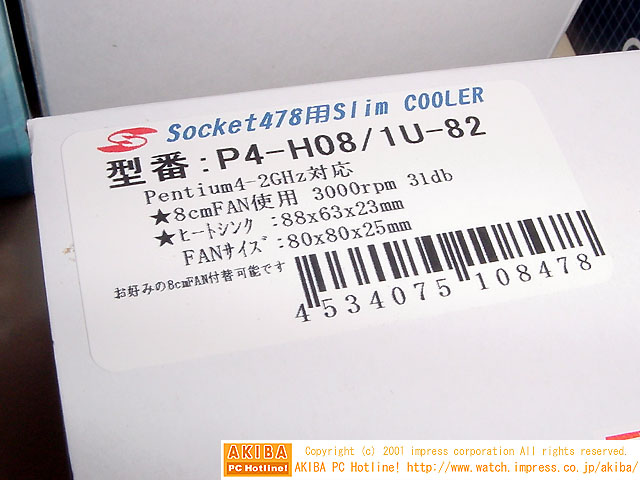 Socket478用Slim COOLER
型番:P4-H08/1U-82
Pentium4-2GHz対応
★8cmFAN使用 3000rpm 31db
★ヒートシンク :88x63x23mm
FANサイズ:80x80x25mm
お好みの8cmFAN付替可能です
4534075 108478
AKIBA
PC Hotline!
Copyright (c) 2001 impress corporation All rights reserved.
AKIBA PC Hotline! http://www.watch.impress.co.jp/akiba/